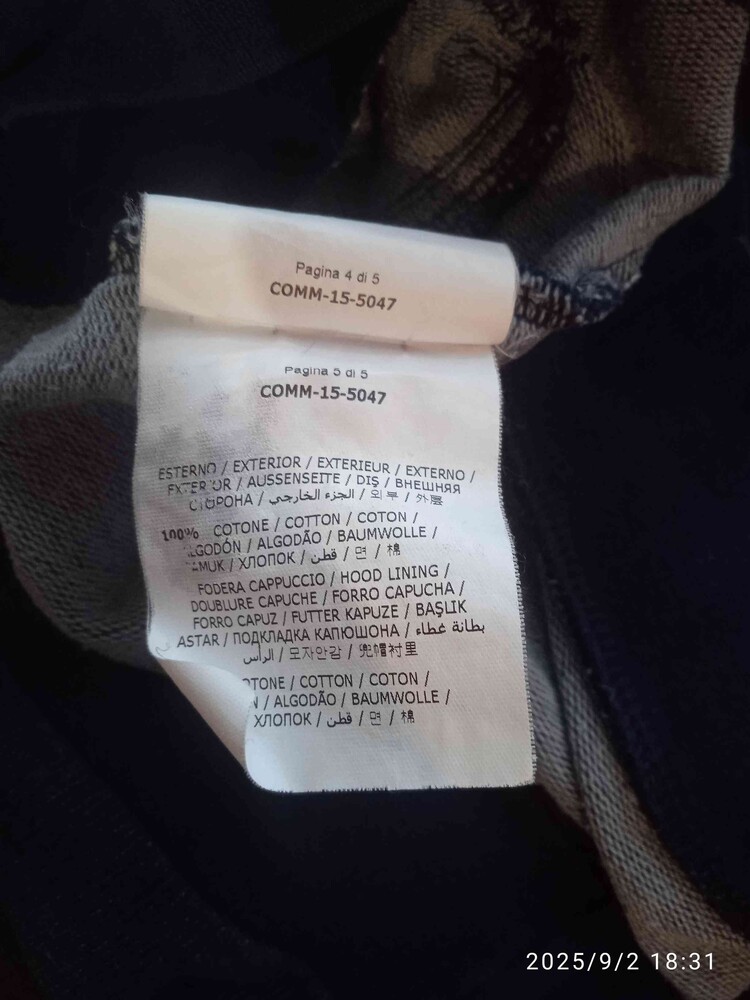 Pagina 4 di 5
COMM-15-5047
Pagina 5 di 5
COMM-15-5047
ESTERNO / EXTERIOR / EXTERIEUR / EXTERNO /
EXTERIOR / AUSSENSEITE / DIŞ / ВНЕШНЯЯ
СТОРОНА / الجزء الخارجي / 외부 / 外層
100% COTONE / COTTON / COTON /
ALGODÓN / ALGODÃO / BAUMWOLLE /
PAMUK / ХЛОПОК / قطن / 면 / 棉
FODERA CAPPUCCIO / HOOD LINING /
DOUBLURE CAPUCHE / FORRO CAPUCHA /
FORRO CAPUZ / FUTTER KAPUZE / BAŞLIK
ASTAR / ПОДКЛАДКА КАПЮШОНА / بطانة غطاء
الرأس / 모자안감 / 兜帽衬里
OTONE / COTTON / COTON /
N / ALGODÃO / BAUMWOLLE /
ХЛОПОК / قطن / 면 / 棉
2025/9/2 18:31